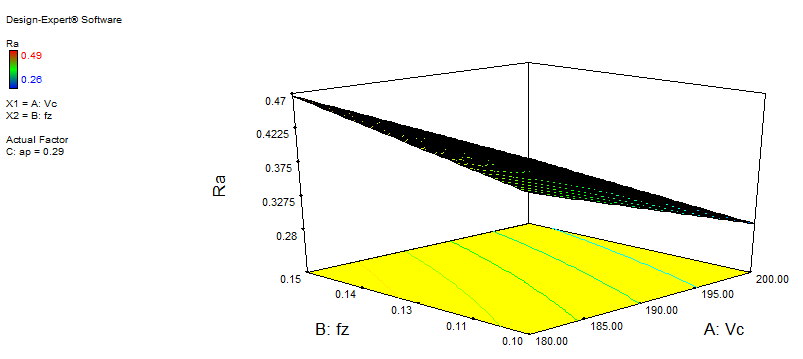 Design-Expert® Software
Ra
0.49
0.26
X1 = A: Vc
X2 = B: fz
Actual Factor
C: ap = 0.29
0.47
0.4225
0.375
0.3275
0.28
Ra
0.15
0.14
0.13
0.11
0.10
B: fz
180.00
185.00
190.00
195.00
200.00
A: Vc